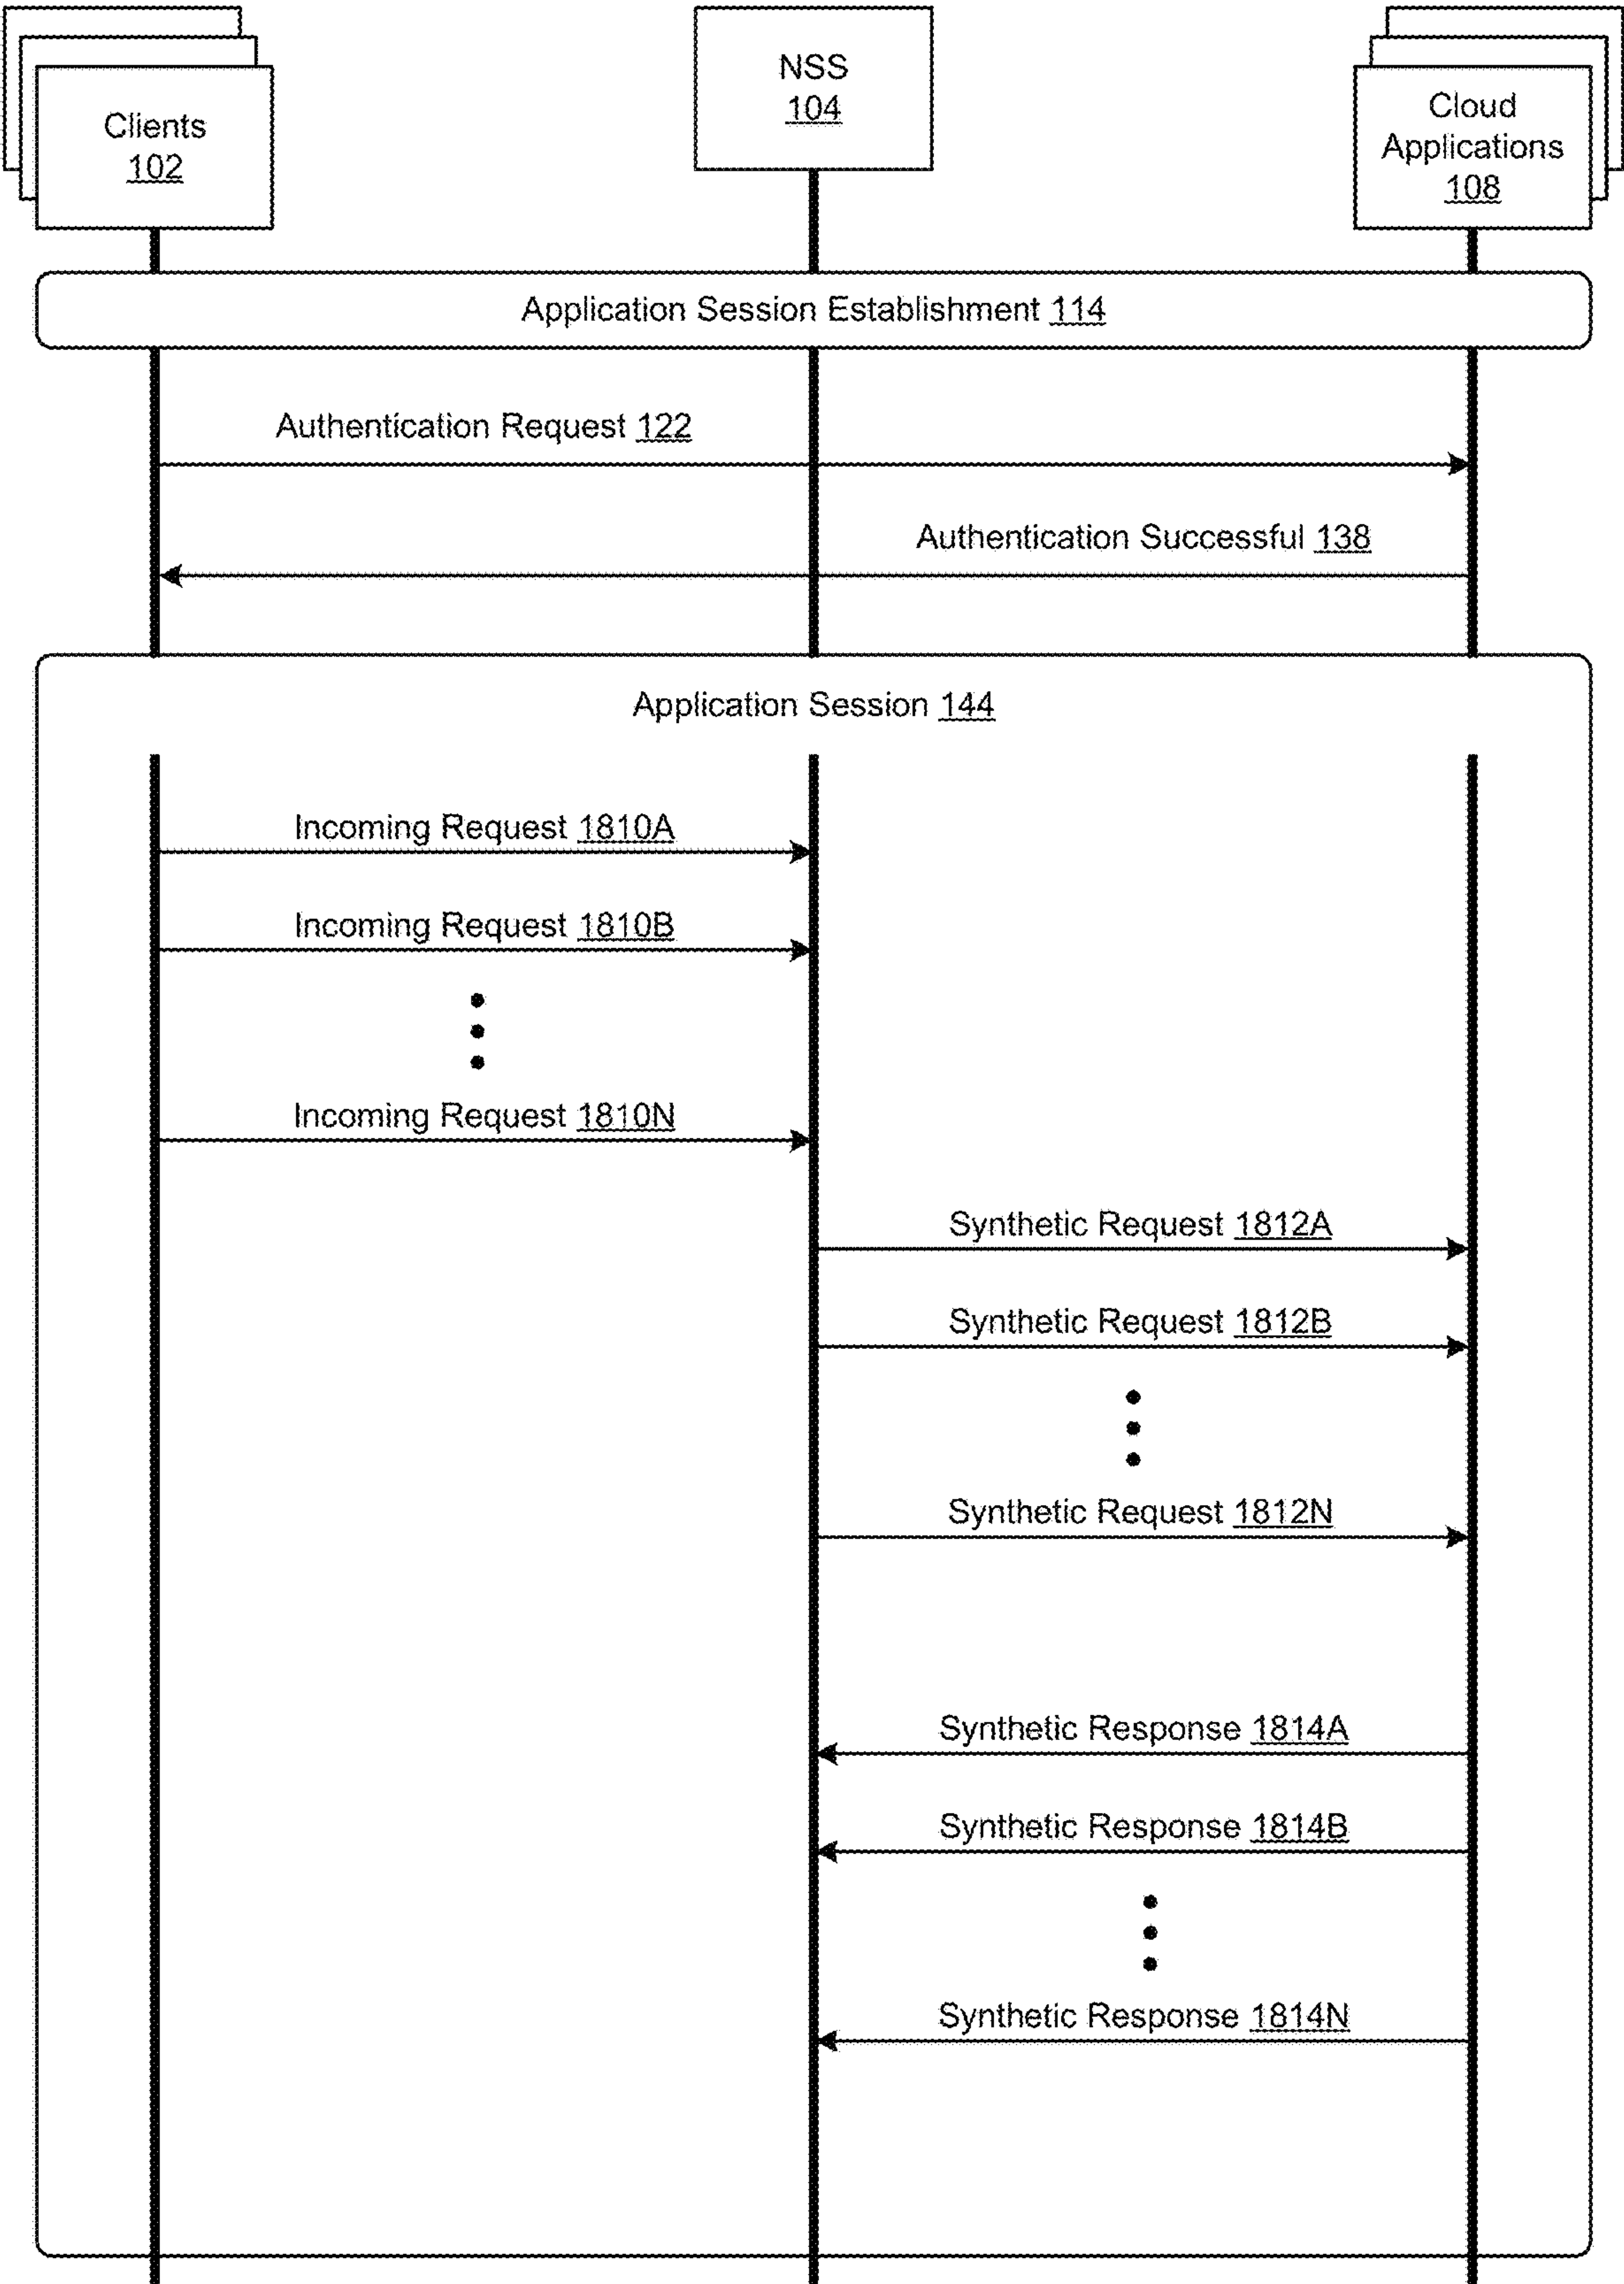 Clients
102
NSS
104
Cloud
Applications
108
Application Session Establishment 114
Authentication Request 122
Authentication Successful 138
Application Session 144
Incoming Request 1810A
Incoming Request 1810B
Incoming Request 1810N
Synthetic Request 1812A
Synthetic Request 1812B
Synthetic Request 1812N
Synthetic Response 1814A
Synthetic Response 1814B
Synthetic Response 1814N